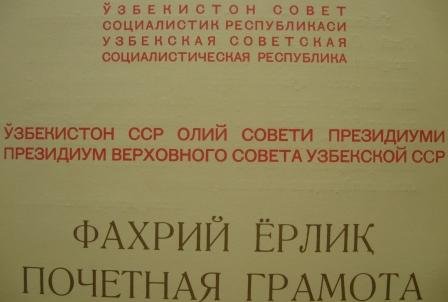 ЎЗБЕКИСТОН СОВЕТ
СОЦИАЛИСТИК РЕСПУБЛИКАСИ
УЗБЕКСКАЯ СОВЕТСКАЯ
СОЦИАЛИСТИЧЕСКАЯ РЕСПУБЛИКА
ЎЗБЕКИСТОН ССР ОЛИЙ СОВЕТИ ПРЕЗИДИУМИ
ПРЕЗИДИУМ ВЕРХОВНОГО СОВЕТА УЗБЕКСКОЙ ССР
ФАХРИЙ ЁРЛИҚ
ПОЧЕТНАЯ ГРАМОТА